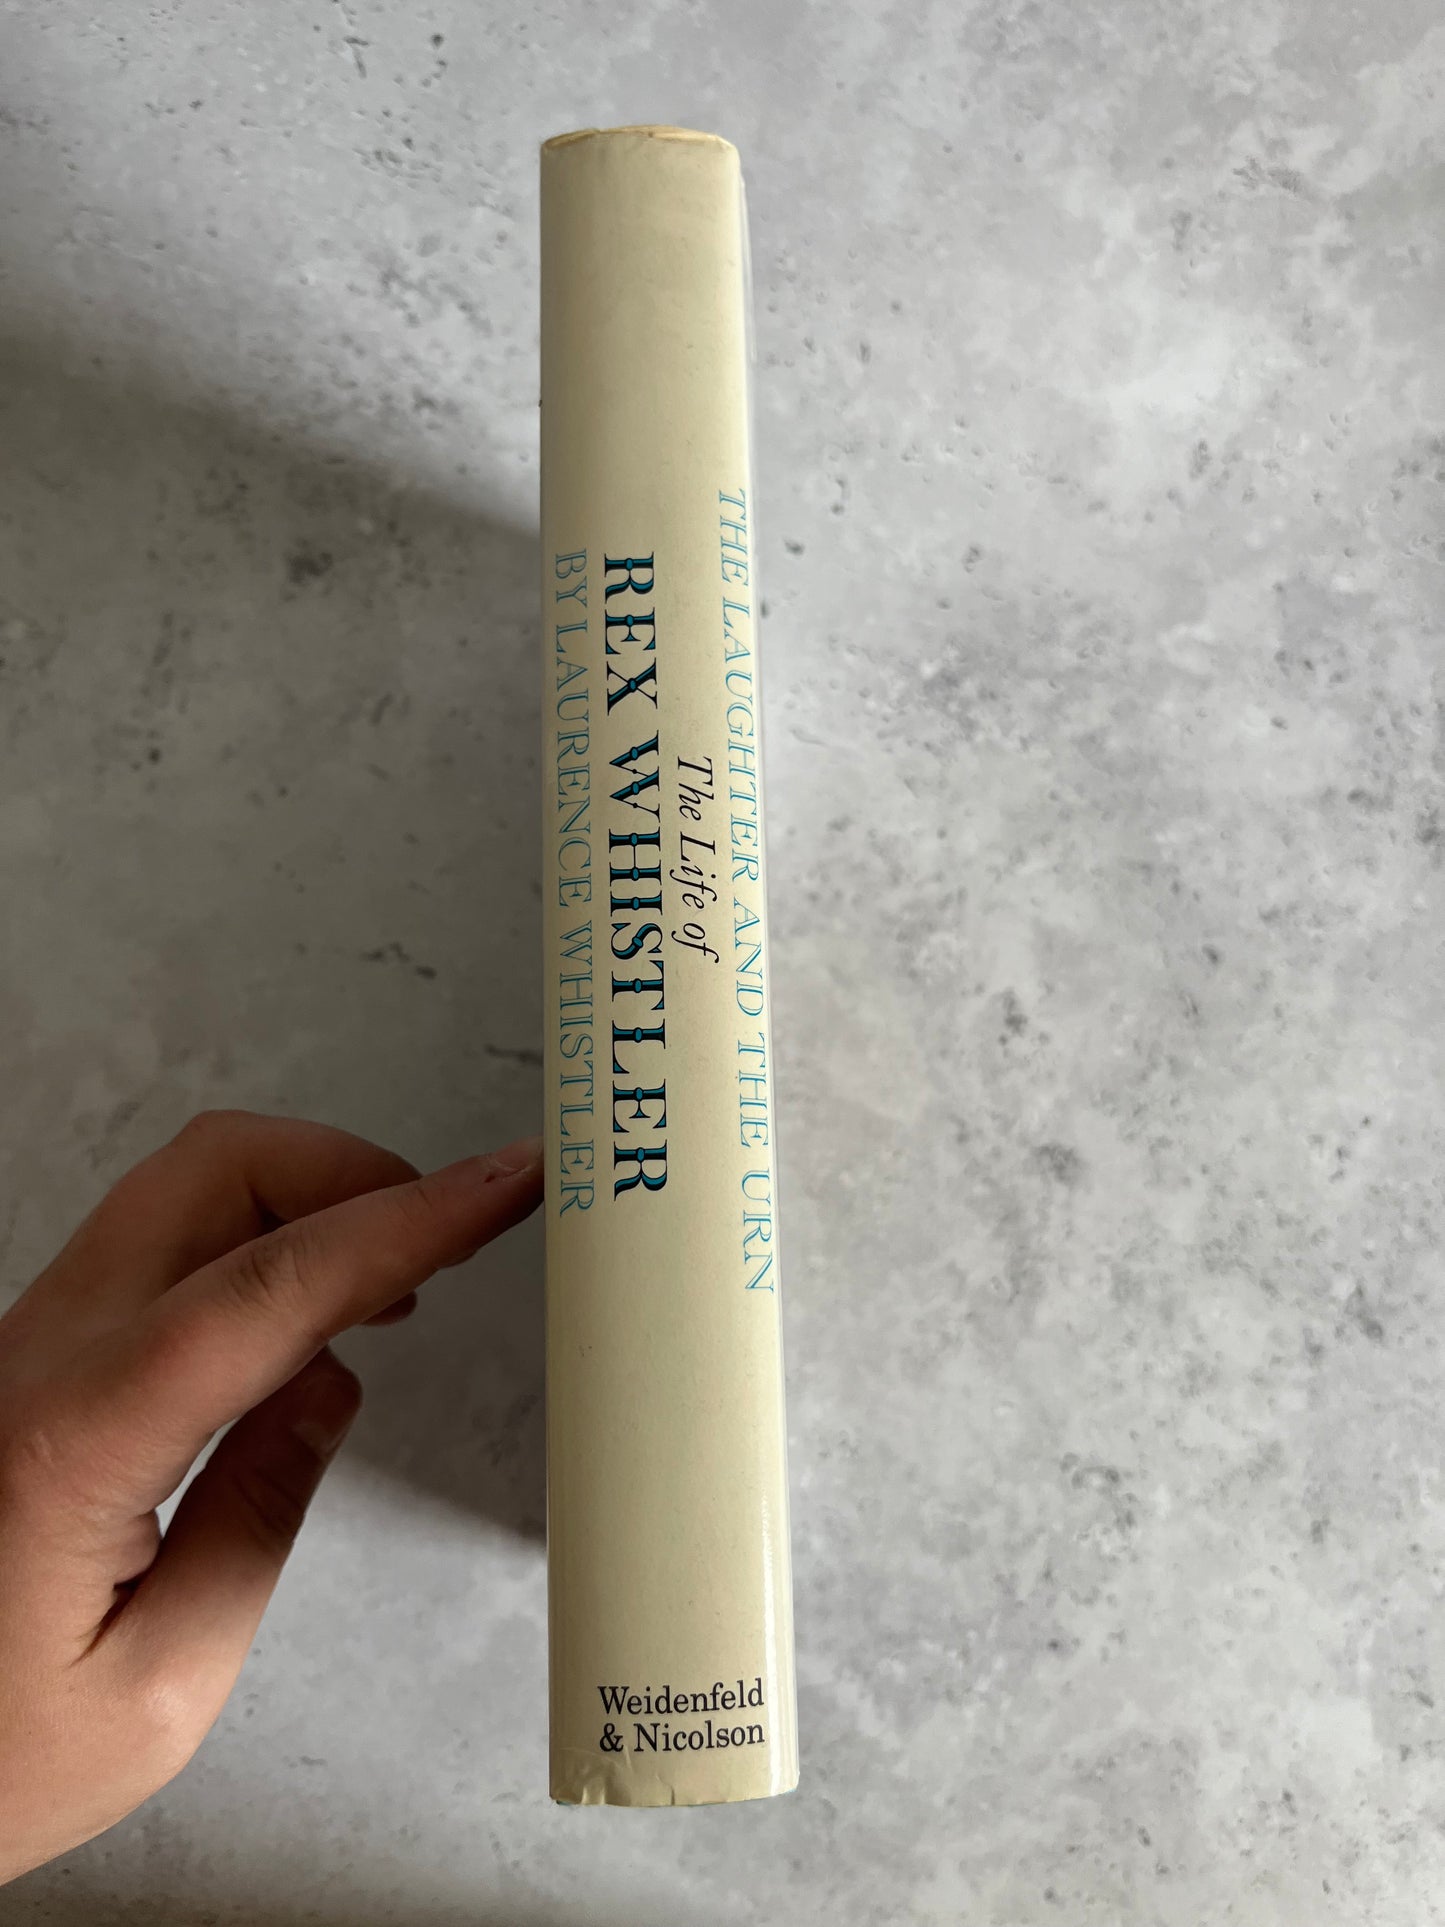 THE LAUGHTER AND THE URN
The Life of
REX WHISTLER
BY LAURENCE WHISTLER
Weidenfeld
& Nicolson